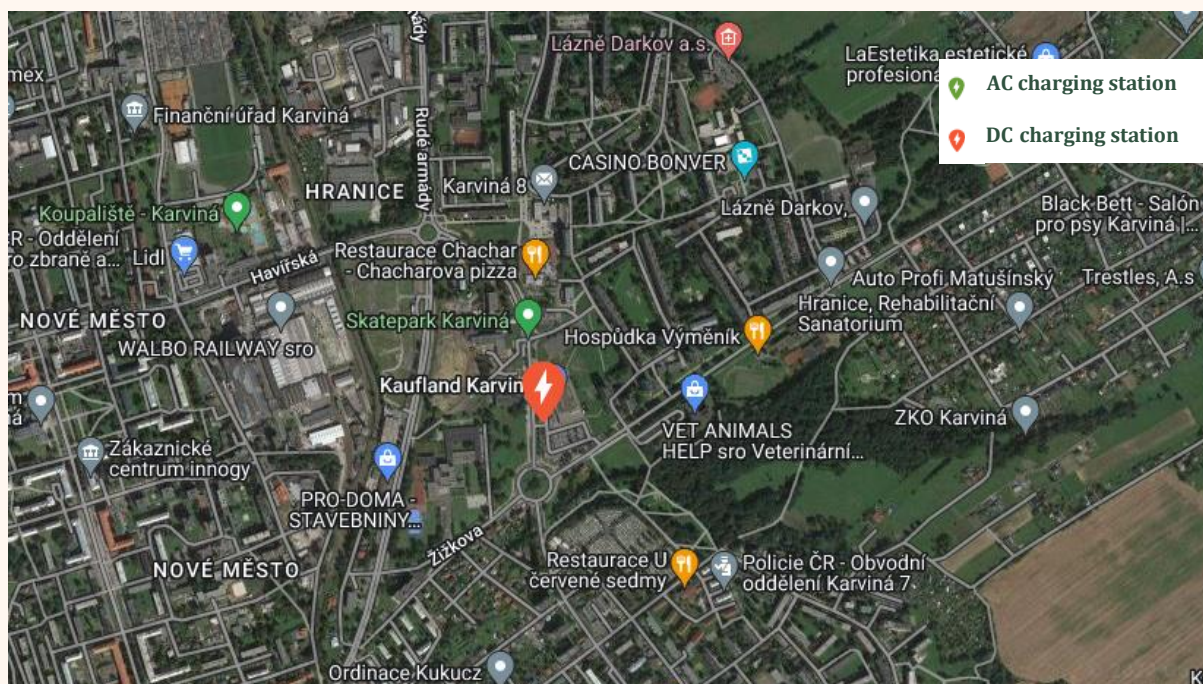 Lázně Darkov a.s.
LaEstetika estetické
AC charging station
DC charging station
Finanční úřad Karviná
Rudé armády
CASINO BONVER
HRANICE
Karviná 8
Koupaliště - Karviná
Lázně Darkov,
Black Bett - Salón
pro psy Karviná |...
ČR - Oddělení
Lidl
Havířská
Restaurace Chachar
- Chacharova pizza
Auto Profi Matušínský
Trestles, A.s
Hranice, Rehabilitační
Sanatorium
NOVÉ MĚSTO
Skatepark Karviná
WALBO RAILWAY sro
Hospůdka Výměník
Kaufland Karvin
ZKO Karviná
VET ANIMALS
HELP sro Veterinární...
Zákaznické
centrum innogy
PRO-DOMA -
STAVEBNINY...
Žižkova
NOVÉ MĚSTO
Restaurace U
červené sedmy
Policie ČR - Obvodní
oddělení Karviná 7
Ordinace Kukucz